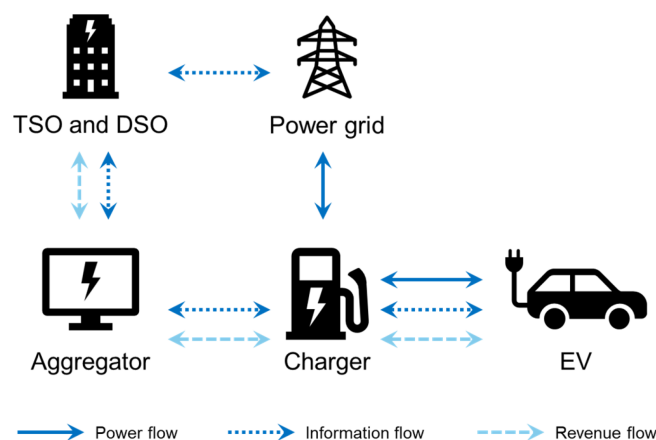 TSO and DSO
Power grid
Aggregator
Charger
EV
Power flow
Information flow
Revenue flow